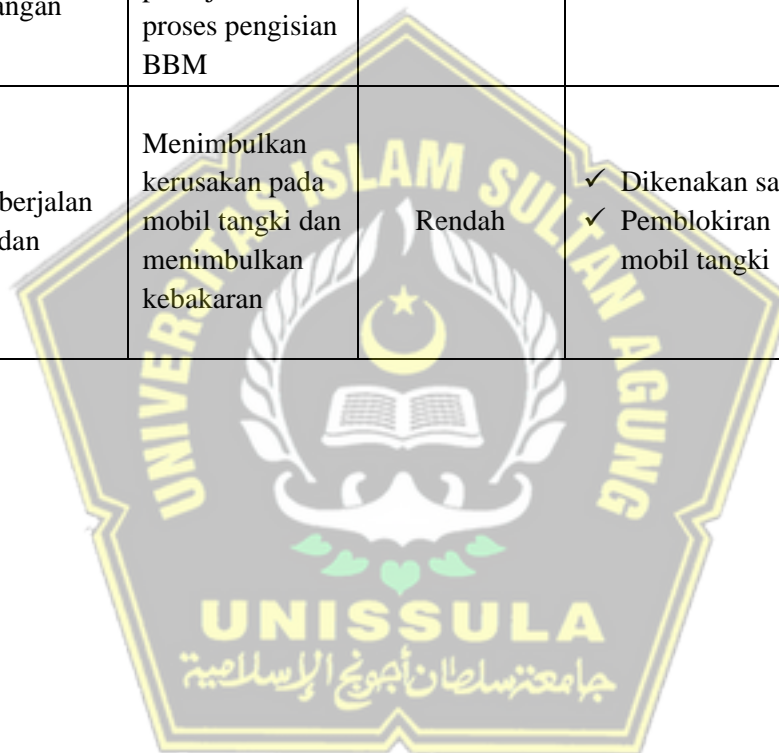 angan
proses pengisian
BBM
berjalan
dan
Menimbulkan
kerusakan pada
mobil tangki dan
menimbulkan
kebakaran
Rendah
✓ Dikenakan sa
✓ Pemblokiran
mobil tangki
UNIVERSITAS ISLAM SULTAN AGUNG
UNISSULA
جامعة سلطان أجونج الإسلامية